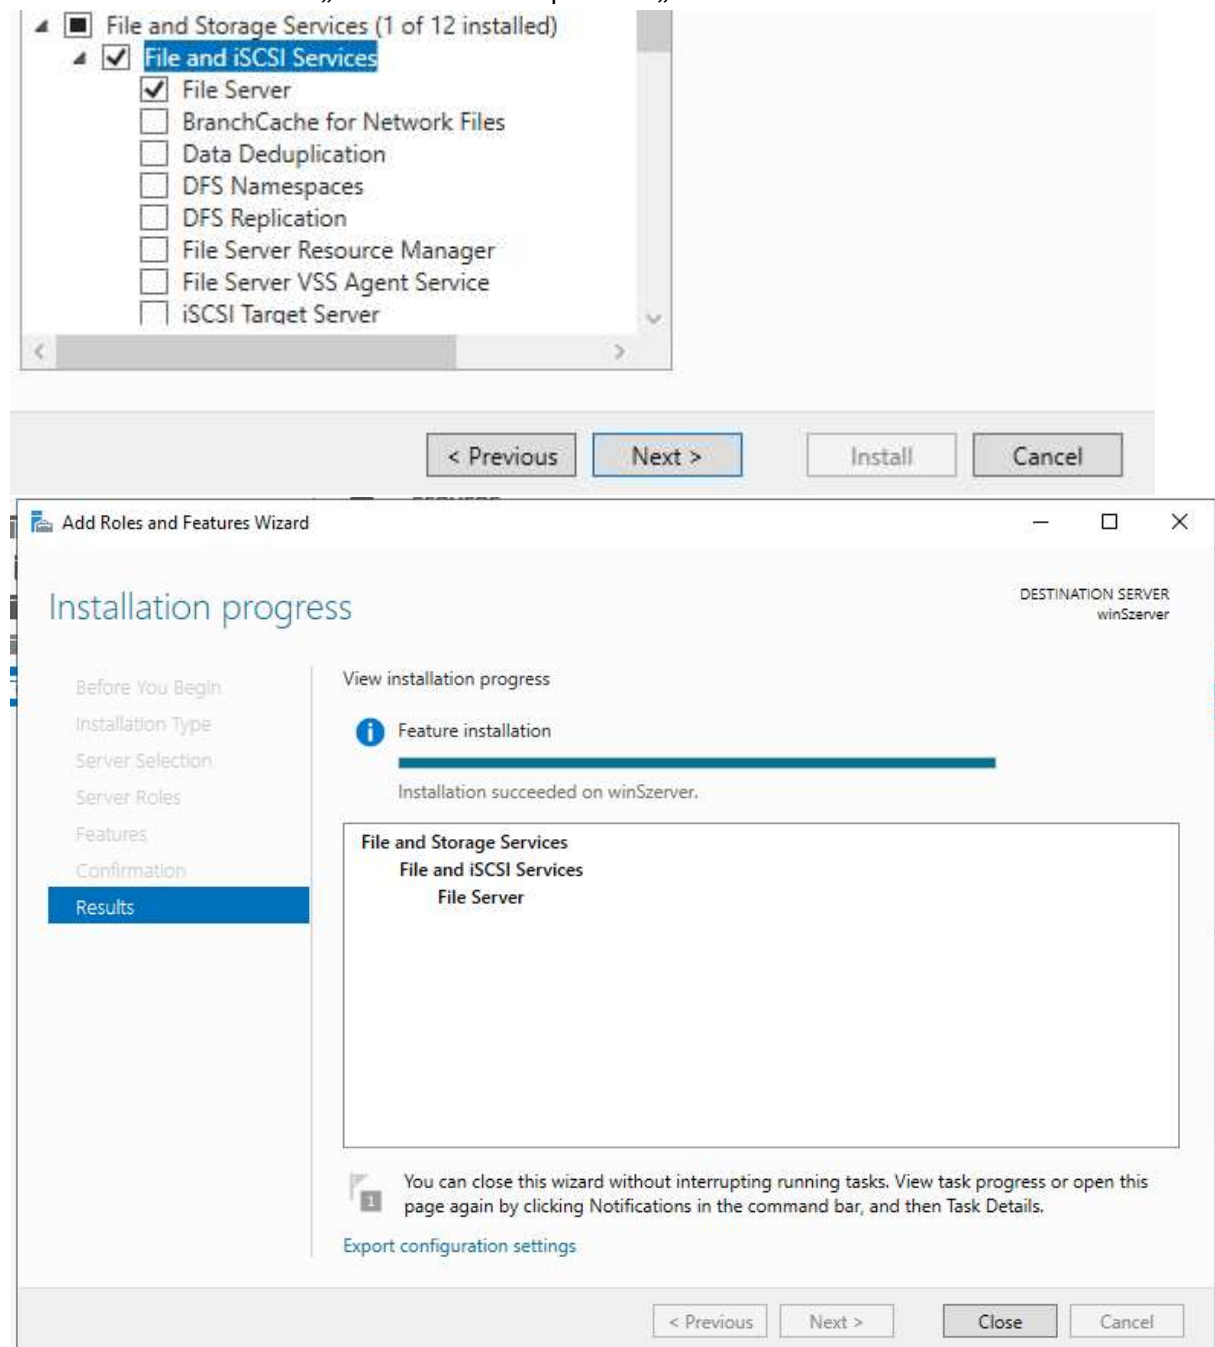 File and Storage Services (1 of 12 installed)
File and iSCSI Services
File Server
BranchCache for Network Files
Data Deduplication
DFS Namespaces
DFS Replication
File Server Resource Manager
File Server VSS Agent Service
iSCSI Target Server
< Previous
Next >
Install
Cancel
Add Roles and Features Wizard
Installation progress
DESTINATION SERVER
winSzerver
Before You Begin
Installation Type
Server Selection
Server Roles
Features
Confirmation
Results
View installation progress
Feature installation
Installation succeeded on winSzerver.
File and Storage Services
File and iSCSI Services
File Server
1
You can close this wizard without interrupting running tasks. View task progress or open this
page again by clicking Notifications in the command bar, and then Task Details.
Export configuration settings
< Previous
Next >
Close
Cancel